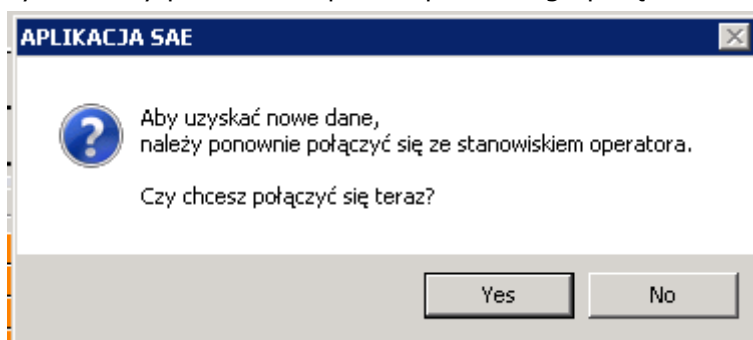 APLIKACJA SAE
Aby uzyskać nowe dane,
należy ponownie połączyć się ze stanowiskiem operatora.
Czy chcesz połączyć się teraz?
Yes
No